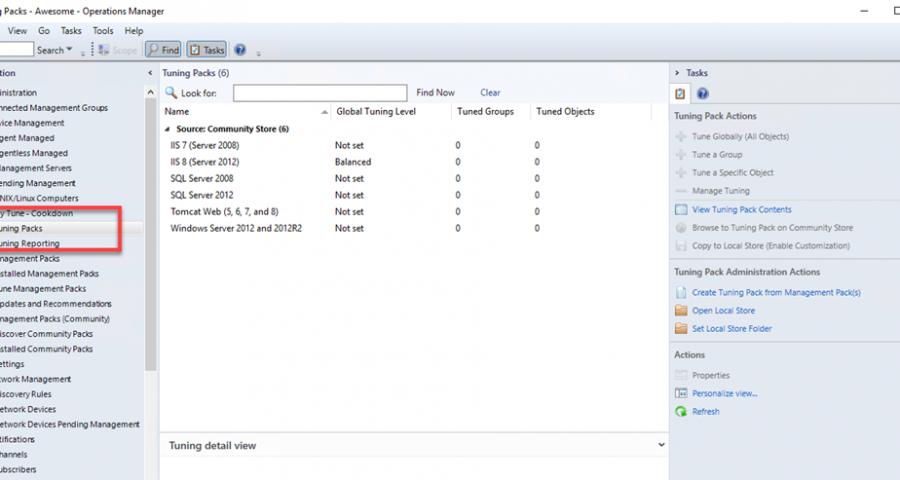 ng Packs - Awesome - Operations Manager
View Go Tasks Tools Help
Search Scope Find Tasks
tion
ministration
onnected Management Groups
vice Management
gent Managed
gentless Managed
anagement Servers
ending Management
NIX/Linux Computers
y Tune - Cookdown
uning Packs
uning Reporting
nagement Packs
stalled Management Packs
une Management Packs
pdates and Recommendations
nagement Packs (Community)
iscover Community Packs
stalled Community Packs
ettings
twork Management
iscovery Rules
etwork Devices
etwork Devices Pending Management
tifications
hannels
ubscribers
Tuning Packs (6)
Look for: Find Now Clear
Name Global Tuning Level Tuned Groups Tuned Objects
Source: Community Store (6)
IIS 7 (Server 2008) Not set 0 0
IIS 8 (Server 2012) Balanced 0 0
SQL Server 2008 Not set 0 0
SQL Server 2012 Not set 0 0
Tomcat Web (5, 6, 7, and 8) Not set 0 0
Windows Server 2012 and 2012R2 Not set 0 0
Tuning detail view
Tasks
Tuning Pack Actions
Tune Globally (All Objects)
Tune a Group
Tune a Specific Object
Manage Tuning
View Tuning Pack Contents
Browse to Tuning Pack on Community Store
Copy to Local Store (Enable Customization)
Tuning Pack Administration Actions
Create Tuning Pack from Management Pack(s)
Open Local Store
Set Local Store Folder
Actions
Properties
Personalize view...
Refresh